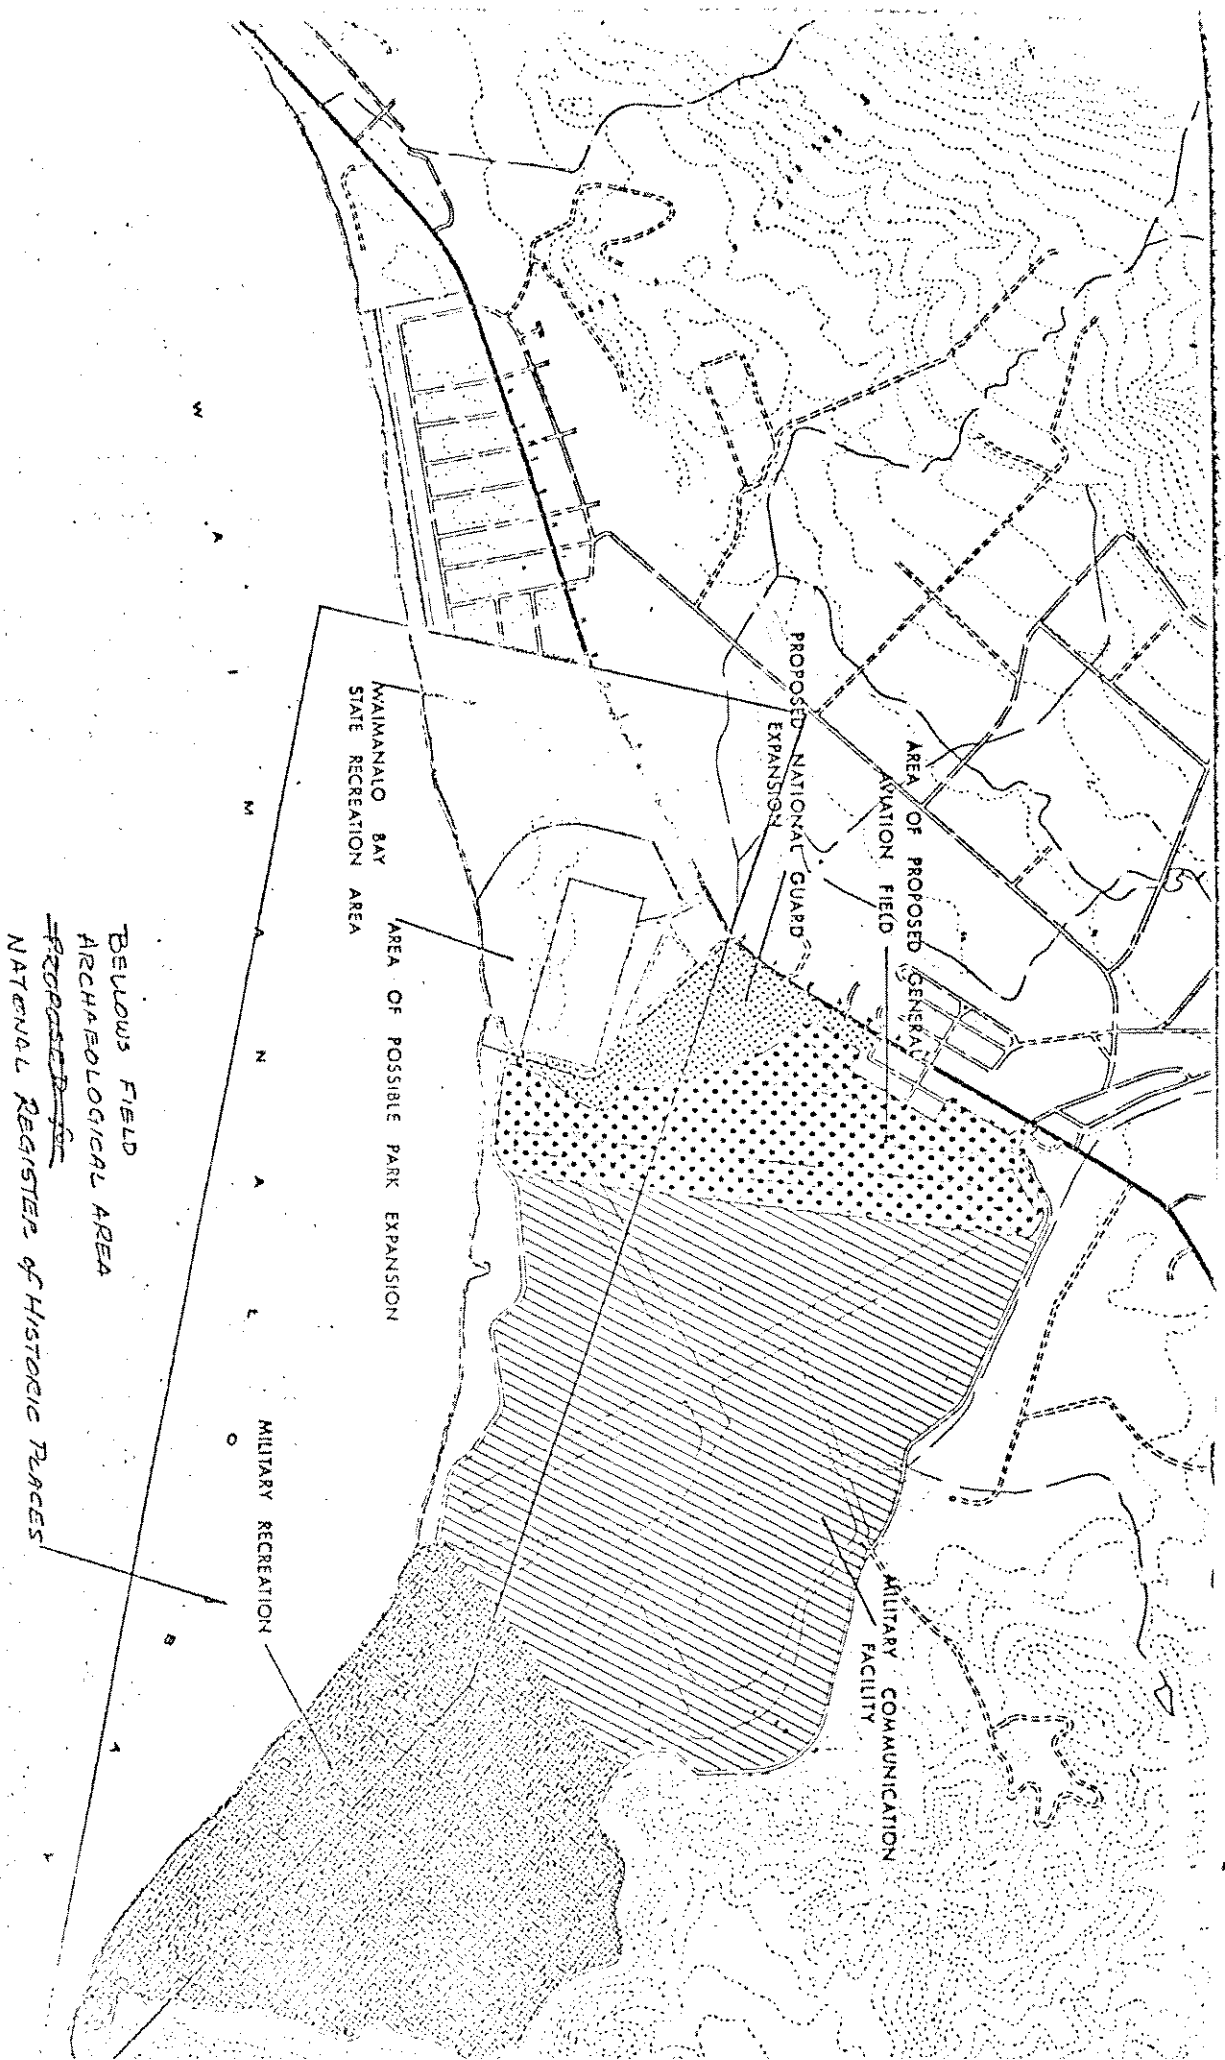 PROPOSED NATIONAL GUARD
EXPANSION
AREA OF PROPOSED GENERAL
AVIATION FIELD
WAIMANALO BAY
STATE RECREATION AREA
AREA OF POSSIBLE PARK EXPANSION
MILITARY COMMUNICATION
FACILITY
MILITARY RECREATION
W A I M A N A L O B A Y
BELLOWS FIELD
ARCHAEOLOGICAL AREA
PROPOSED for
NATIONAL REGISTER of HISTORIC PLACES